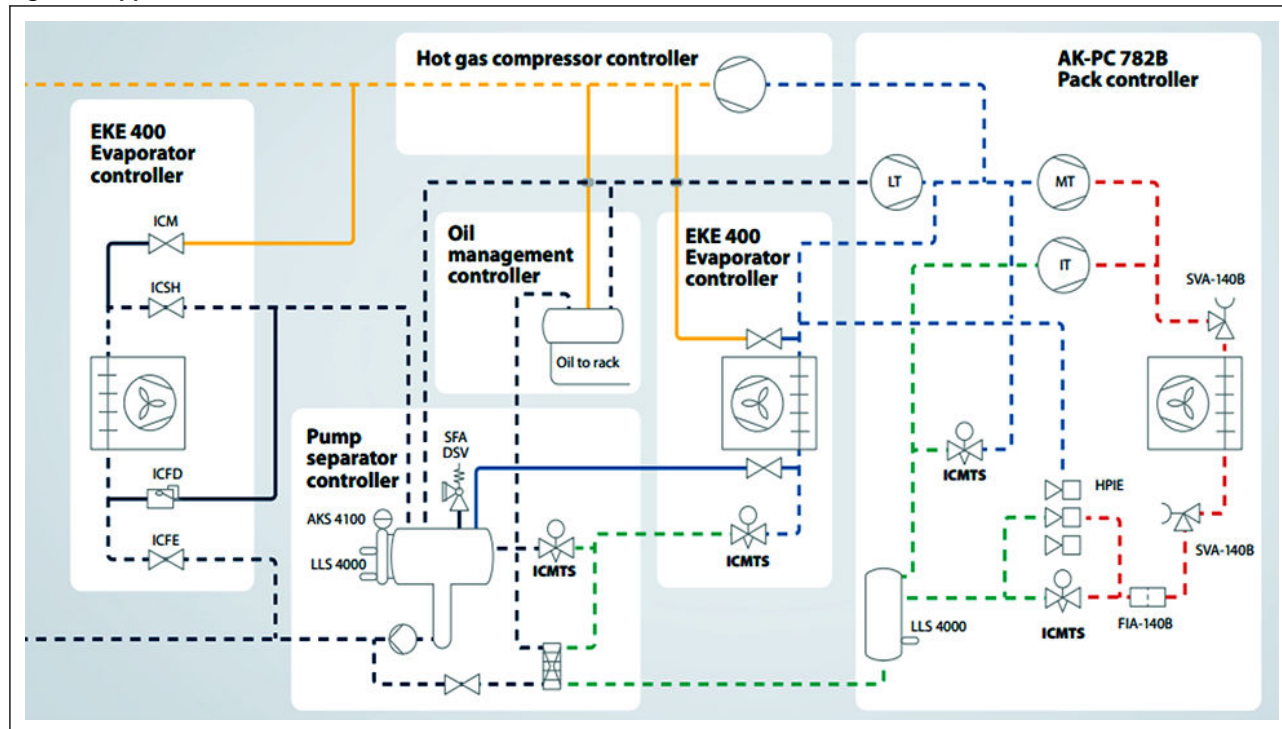 Hot gas compressor controller
AK-PC 782B
Pack controller
EKE 400
Evaporator
controller
ICM
ICSH
ICFD
ICFE
Oil
management
controller
Oil to rack
EKE 400
Evaporator
controller
ICMTS
Pump
separator
controller
SFA
DSV
AKS 4100
LLS 4000
ICMTS
LT
MT
IT
SVA-140B
ICMTS
HPIE
SVA-140B
LLS 4000
ICMTS
FIA-140B